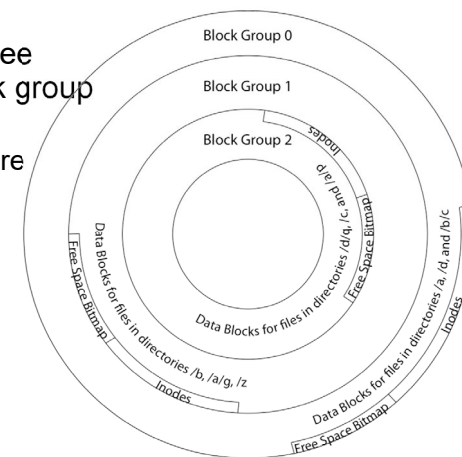 ee
k group
re
Block Group 0
Block Group 1
Block Group 2
Inodes
Free Space Bitmap
Data Blocks for files in directories /d/q, /c, and /a/p
Free Space Bitmap
Inodes
Data Blocks for files in directories /b, /a/g, /z
Data Blocks for files in directories /a, /d, and /b/c
Inodes
Free Space Bitmap